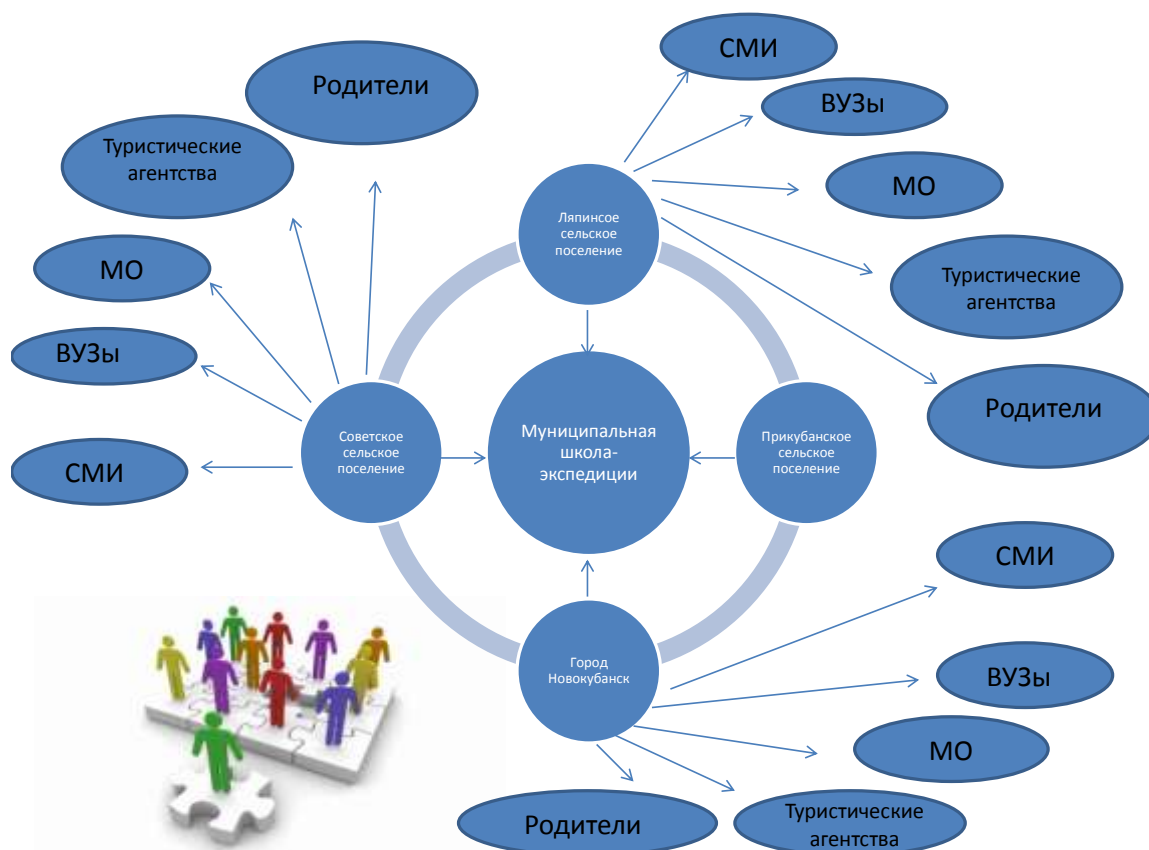 СМИ
Родители
ВУЗы
Туристические
агентства
МО
Ляпинсое
сельское
поселение
МО
Туристические
агентства
ВУЗы
Родители
Советское
сельское
поселение
Муниципальная
школа-
экспедиции
Прикубанское
сельское
поселение
СМИ
СМИ
Город
Новокубанск
ВУЗы
МО
Родители
Туристические
агентства